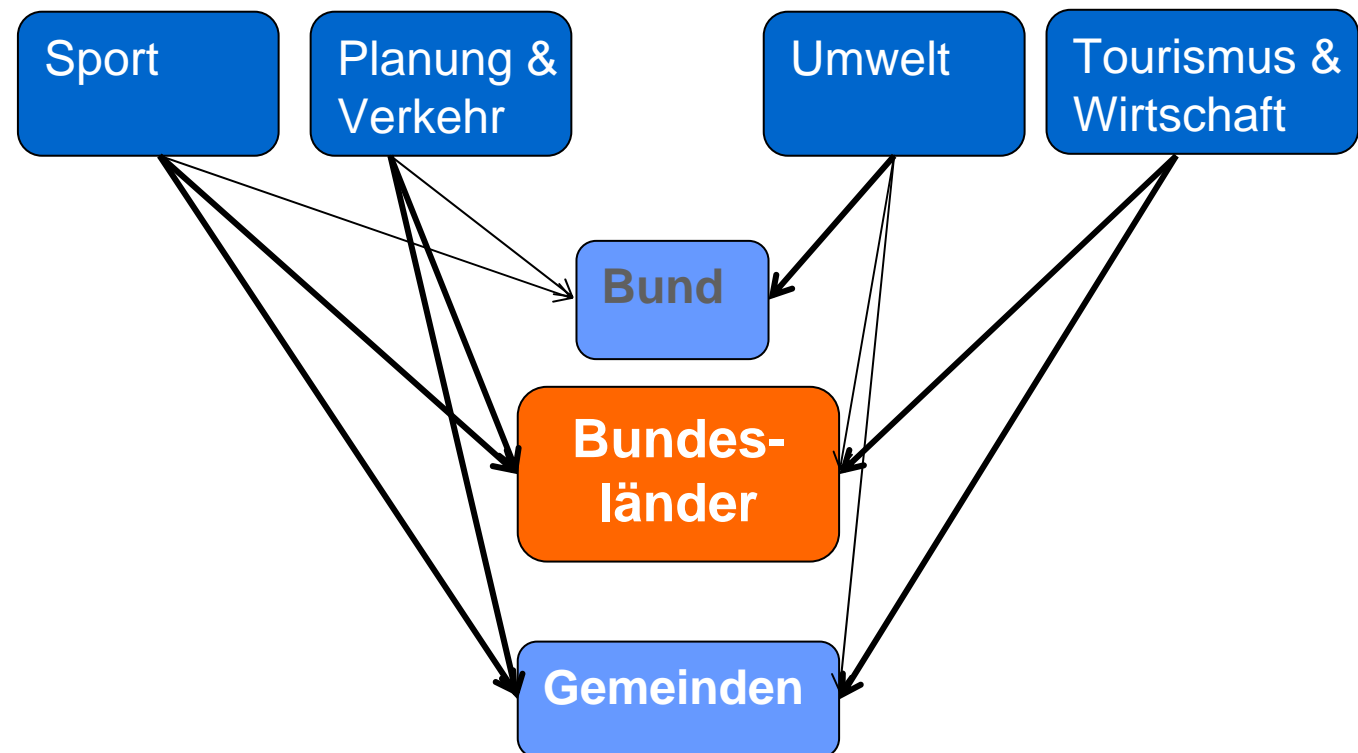 Sport
Planung &
Verkehr
Umwelt
Tourismus &
Wirtschaft
Bund
Bundes-
länder
Gemeinden